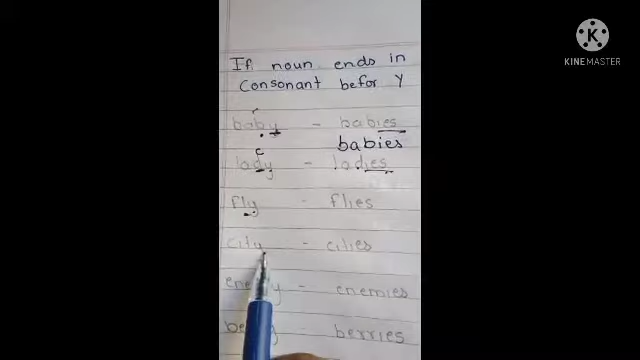 If noun ends in
Consonant befor Y
baby - babies
babies
c
lady - ladies
fly - flies
city - cities
- enemies
- berries
KINEMASTER